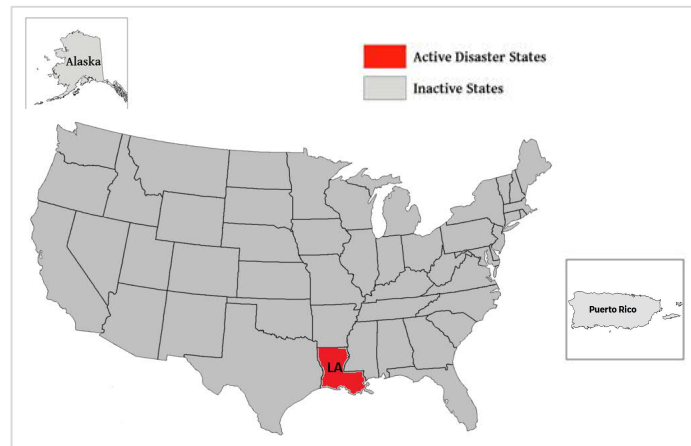 Alaska
Active Disaster States
Inactive States
Puerto Rico
LA